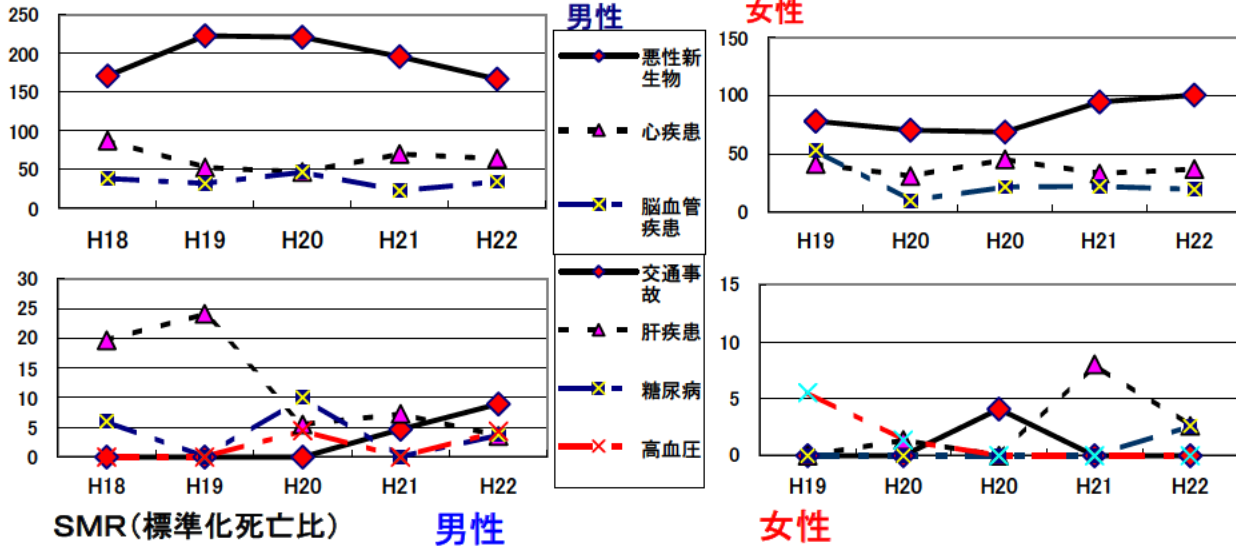 男性
女性
250
200
150
100
50
0
H18
H19
H20
H21
H22
悪性新
生物
心疾患
脳血管
疾患
150
100
50
0
H19
H20
H20
H21
H22
30
25
20
15
10
5
0
H18
H19
H20
H21
H22
交通事
故
肝疾患
糖尿病
高血圧
15
10
5
0
H19
H20
H20
H21
H22
SMR(標準化死亡比)
男性
女性